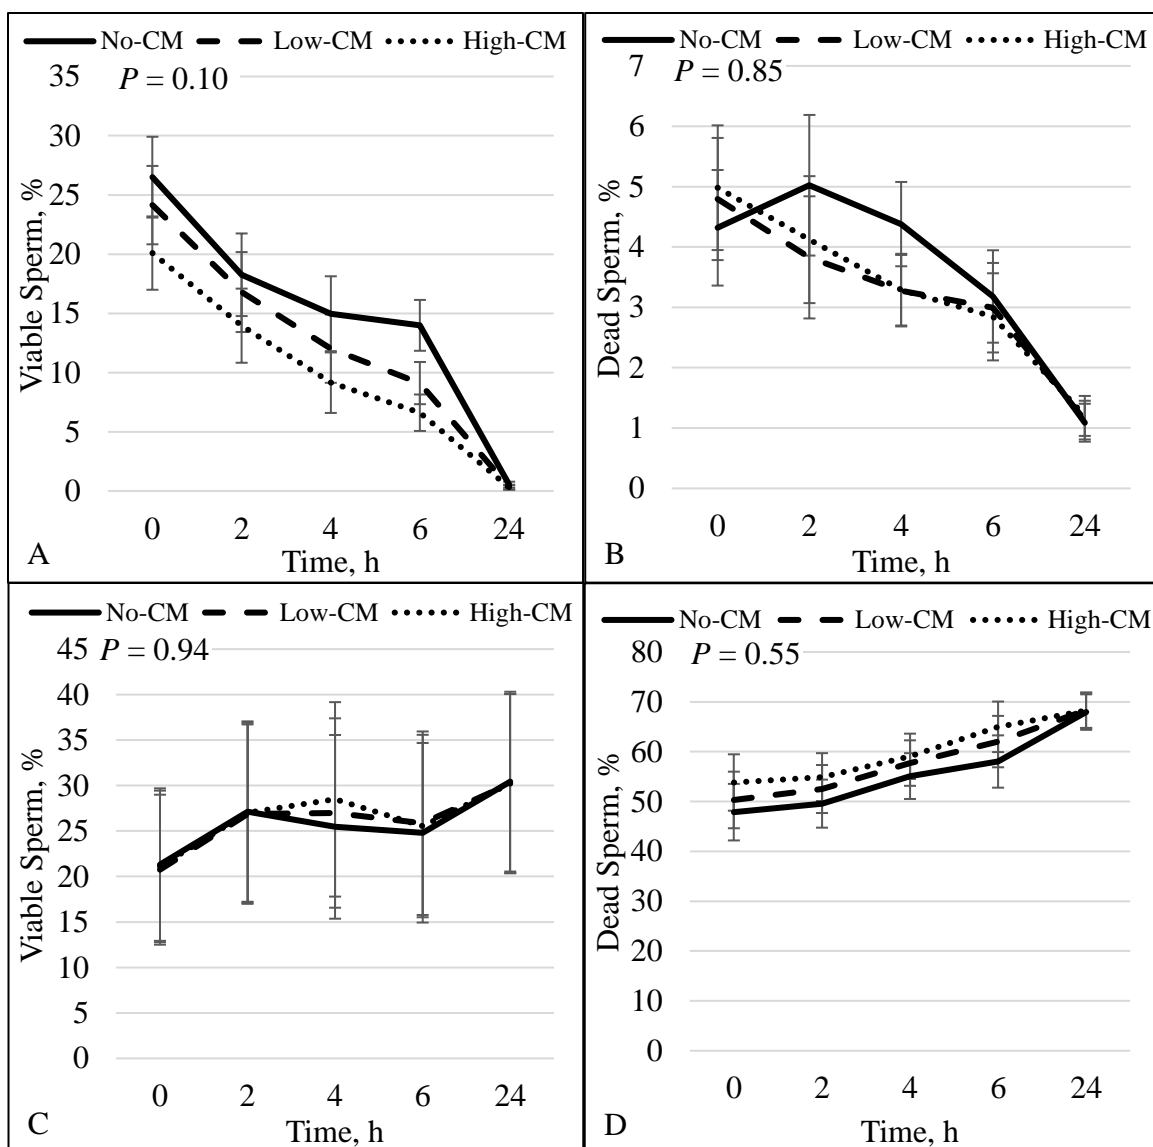 No-CM Low-CM High-CM
P = 0.10
35
30
25
20
15
10
5
0
Viable Sperm, %
0 2 4 6 24
Time, h
A
No-CM Low-CM High-CM
P = 0.85
7
6
5
4
3
2
1
0
Dead Sperm, %
0 2 4 6 24
Time, h
B
No-CM Low-CM High-CM
P = 0.94
45
40
35
30
25
20
15
10
5
0
Viable Sperm, %
0 2 4 6 24
Time, h
C
No-CM Low-CM High-CM
P = 0.55
80
70
60
50
40
30
20
10
0
Dead Sperm, %
0 2 4 6 24
Time, h
D